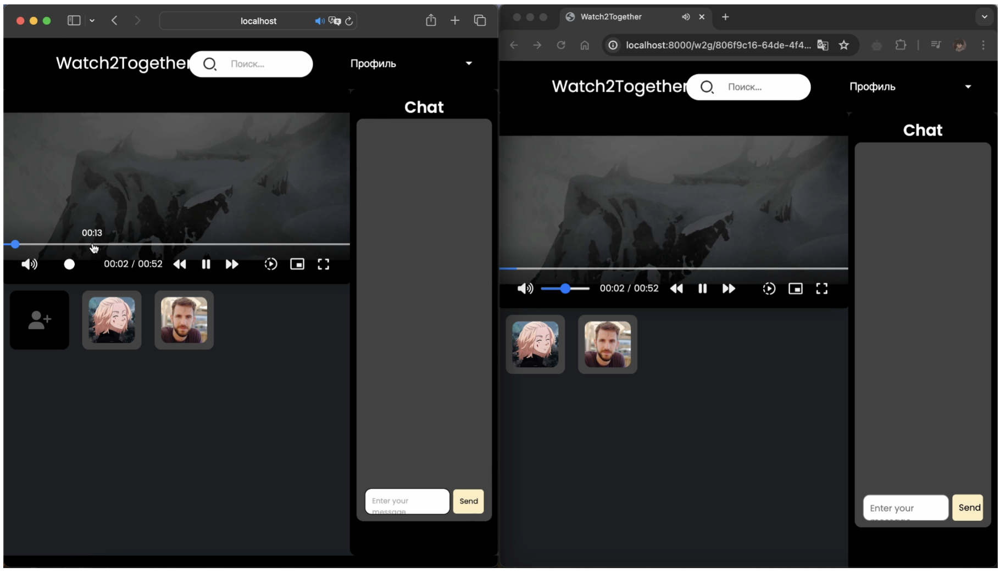 localhost
Watch2Together
Поиск...
Профиль
Chat
00:13
00:02 / 00:52
Enter your
message
Send
Watch2Together
localhost:8000/w2g/806f9c16-64de-4f4...
Watch2Together
Поиск...
Профиль
Chat
00:02 / 00:52
Enter your
Send